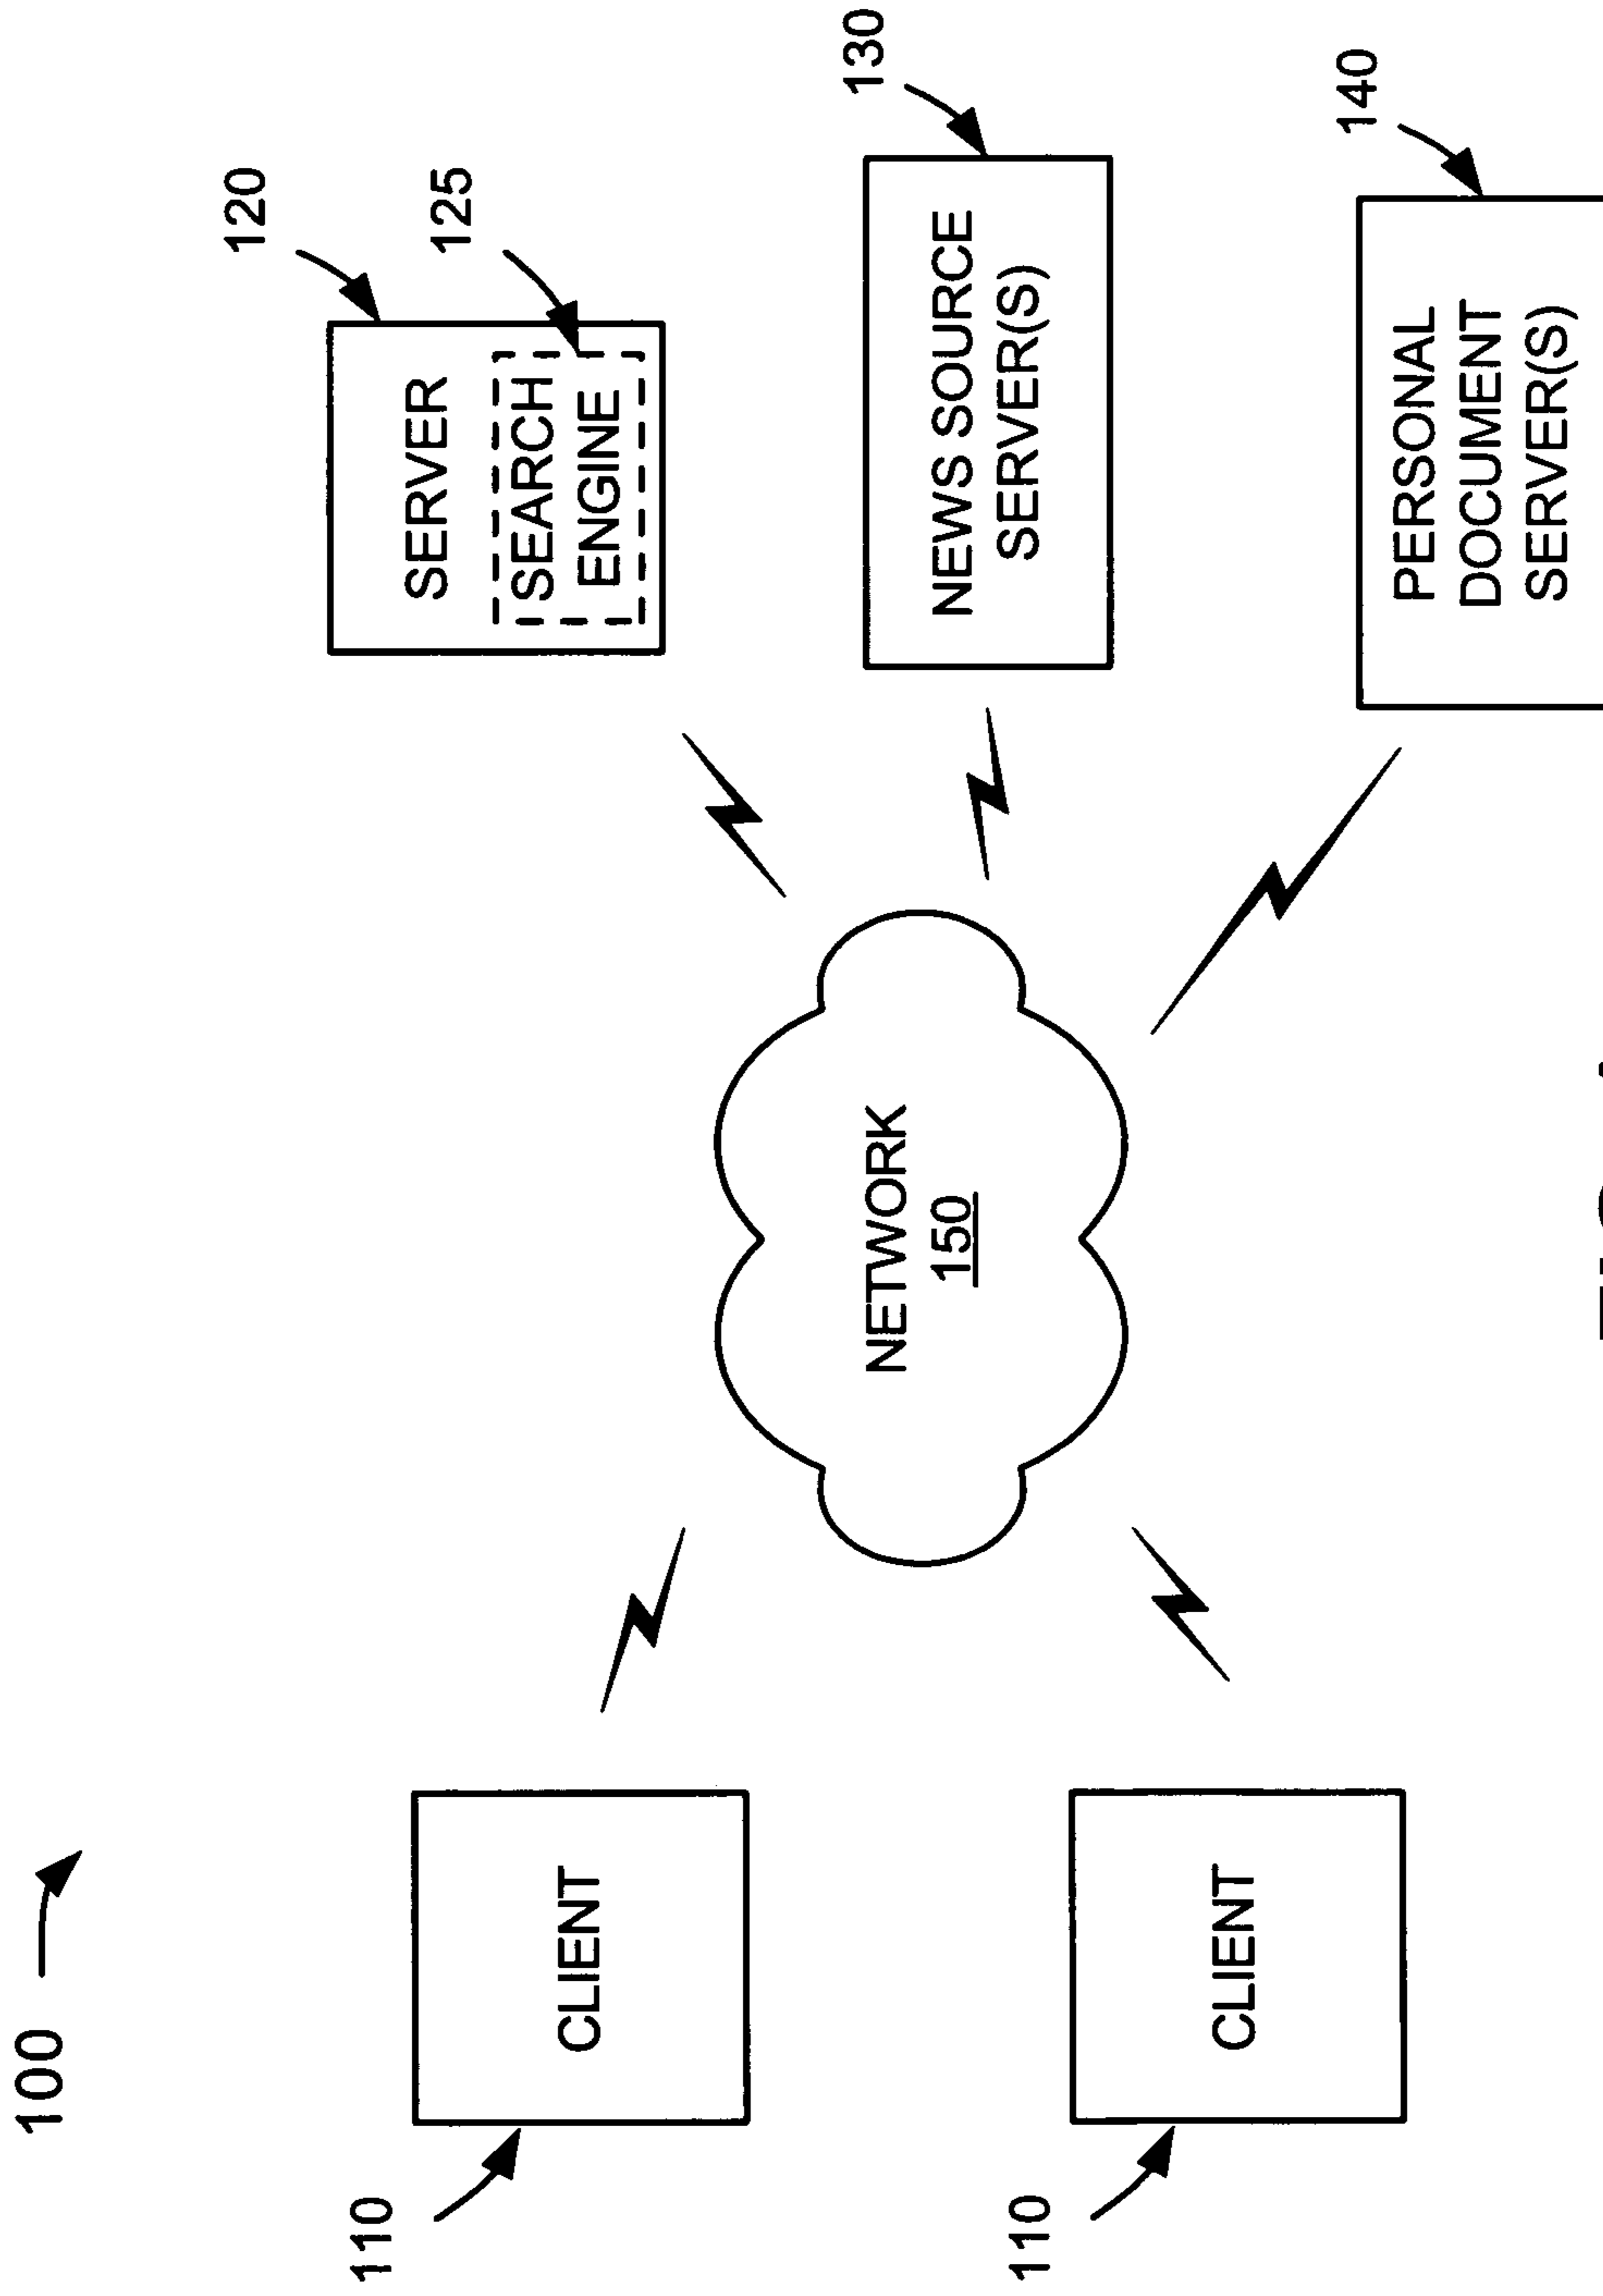 100
110
CLIENT
110
CLIENT
NETWORK
150
120
SERVER
125
SEARCH
ENGINE
130
NEWS SOURCE
SERVER(S)
140
PERSONAL
DOCUMENT
SERVER(S)